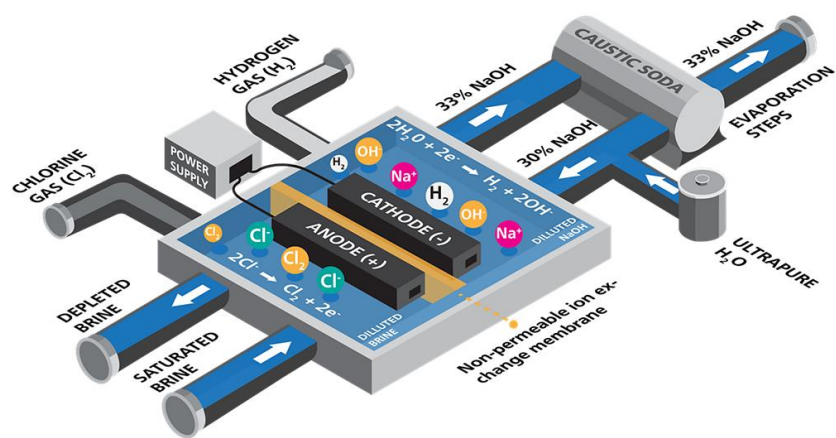 HYDROGEN
GAS (H₂)
POWER
SUPPLY
CHLORINE
GAS (Cl₂)
33% NaOH
CAUSTIC SODA
33% NaOH
EVAPORATION
STEPS
30% NaOH
ULTRAPURE
H₂O
2H₂0 + 2e⁻ → H₂ + 2OH⁻
H₂
OH⁻
Na⁺
H₂
OH⁻
Na⁺
DILLUTED
NaOH
CATHODE (-)
ANODE (+)
Cl₂
Cl⁻
Cl₂
Cl⁻
2Cl⁻ → Cl₂ + 2e⁻
DILLUTED
BRINE
DEPLETED
BRINE
SATURATED
BRINE
Non-permeable ion ex-
change membrane